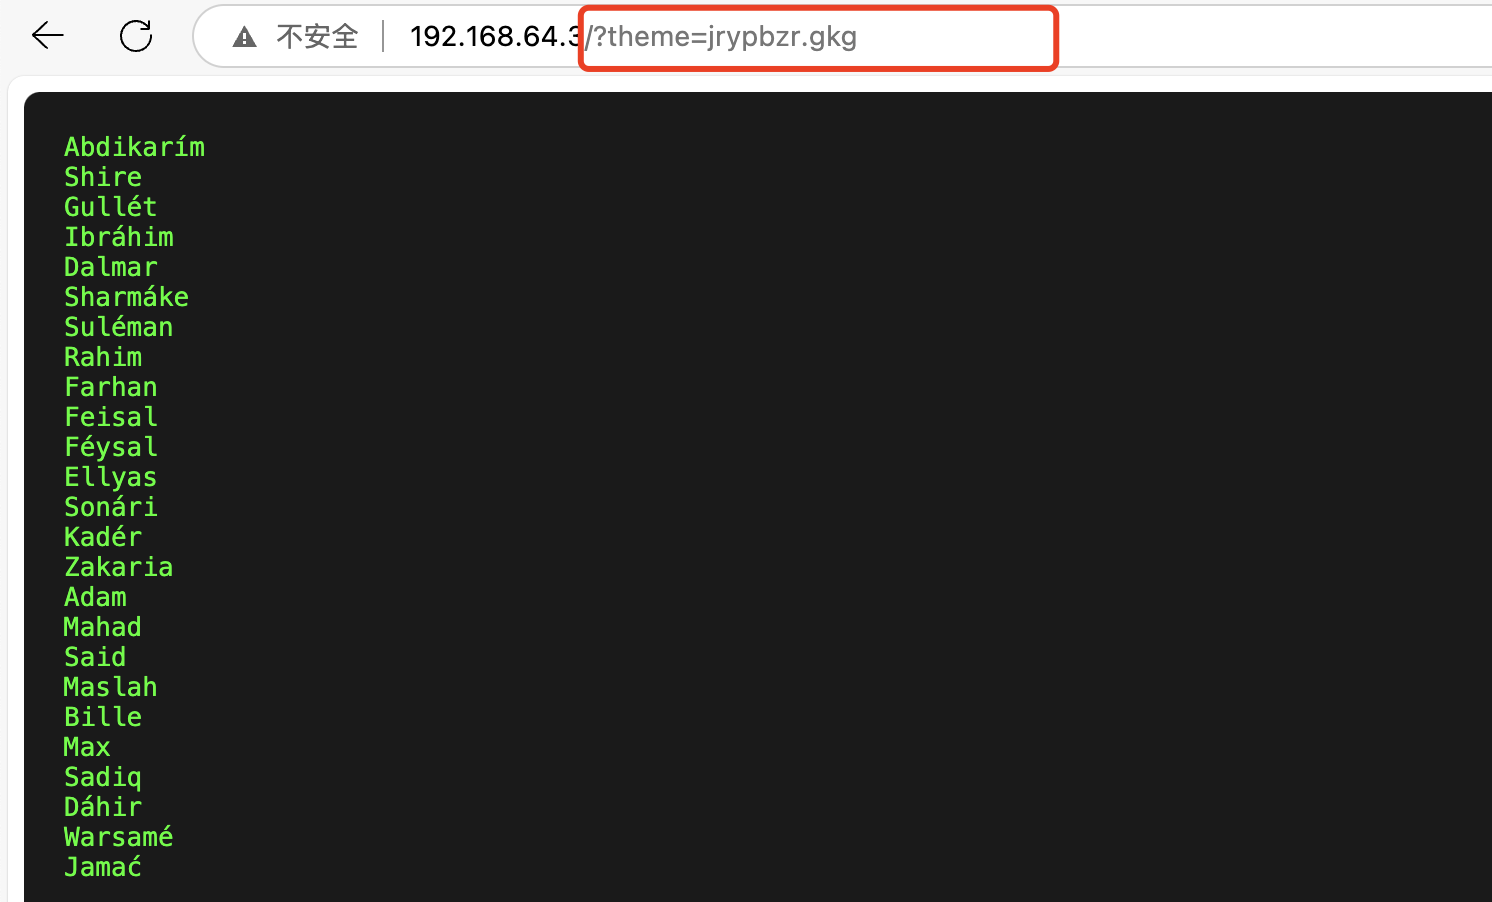 不安全 192.168.64.3/?theme=jrypbzr.gkg
Abdikarím
Shire
Gullét
Ibráhim
Dalmar
Sharmáke
Suléman
Rahim
Farhan
Feisal
Féysal
Ellyas
Sonári
Kadér
Zakaria
Adam
Mahad
Said
Maslah
Bille
Max
Sadiq
Dáhir
Warsamé
Jamać